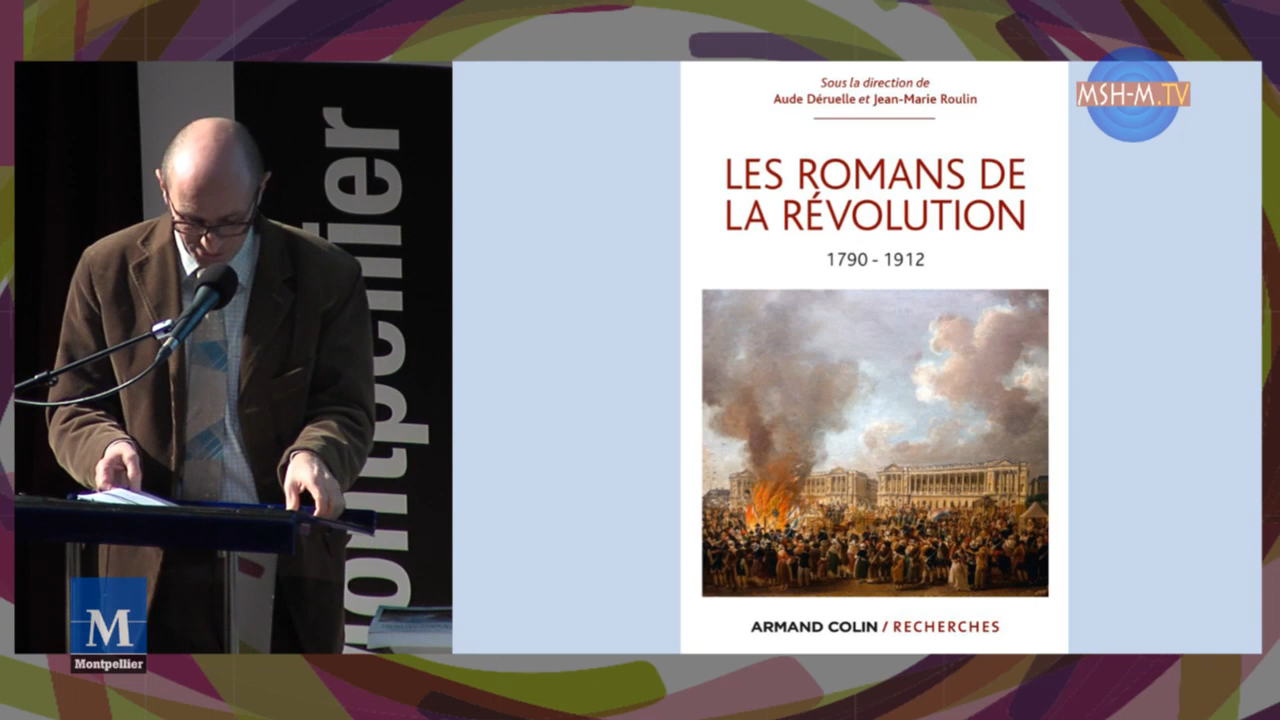 Montpellier
M
Montpellier
Sous la direction de
Aude Déruelle et Jean-Marie Roulin
LES ROMANS DE
LA RÉVOLUTION
1790 - 1912
ARMAND COLIN / RECHERCHES
MSH-M.TV